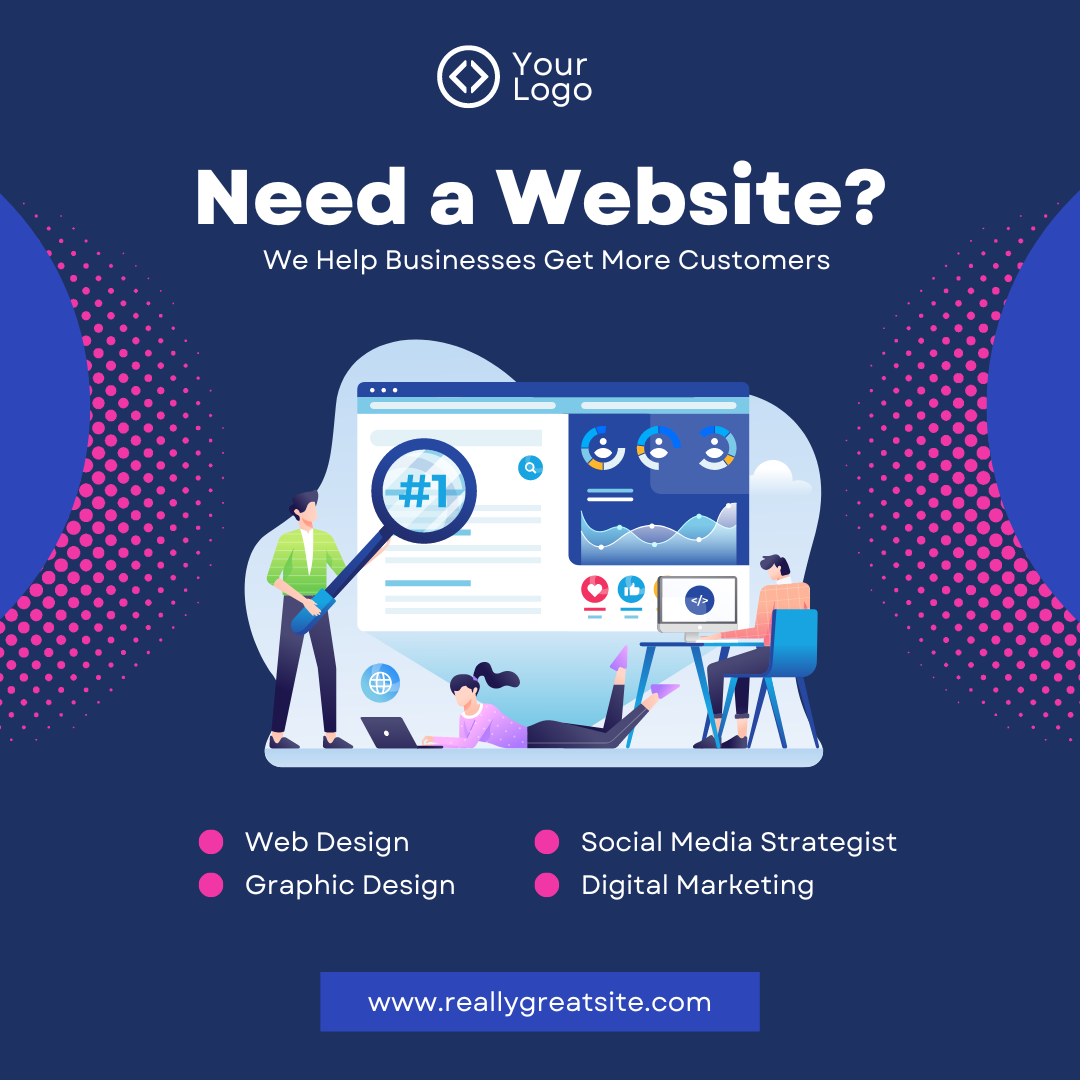 Your
Logo
Need a Website?
We Help Businesses Get More Customers
#1
</>
Web Design
Graphic Design
Social Media Strategist
Digital Marketing
www.reallygreatsite.com